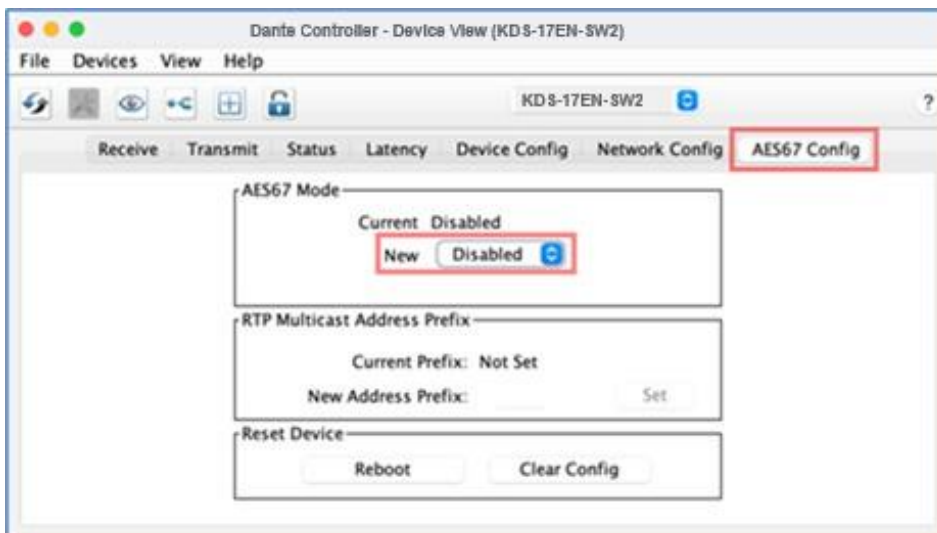 Dante Controller - Device View (KDS-17EN-SW2)
File Devices View Help
KDS-17EN-SW2
?
Receive Transmit Status Latency Device Config Network Config AES67 Config
AES67 Mode
Current Disabled
New Disabled
RTP Multicast Address Prefix
Current Prefix: Not Set
New Address Prefix: Set
Reset Device
Reboot Clear Config